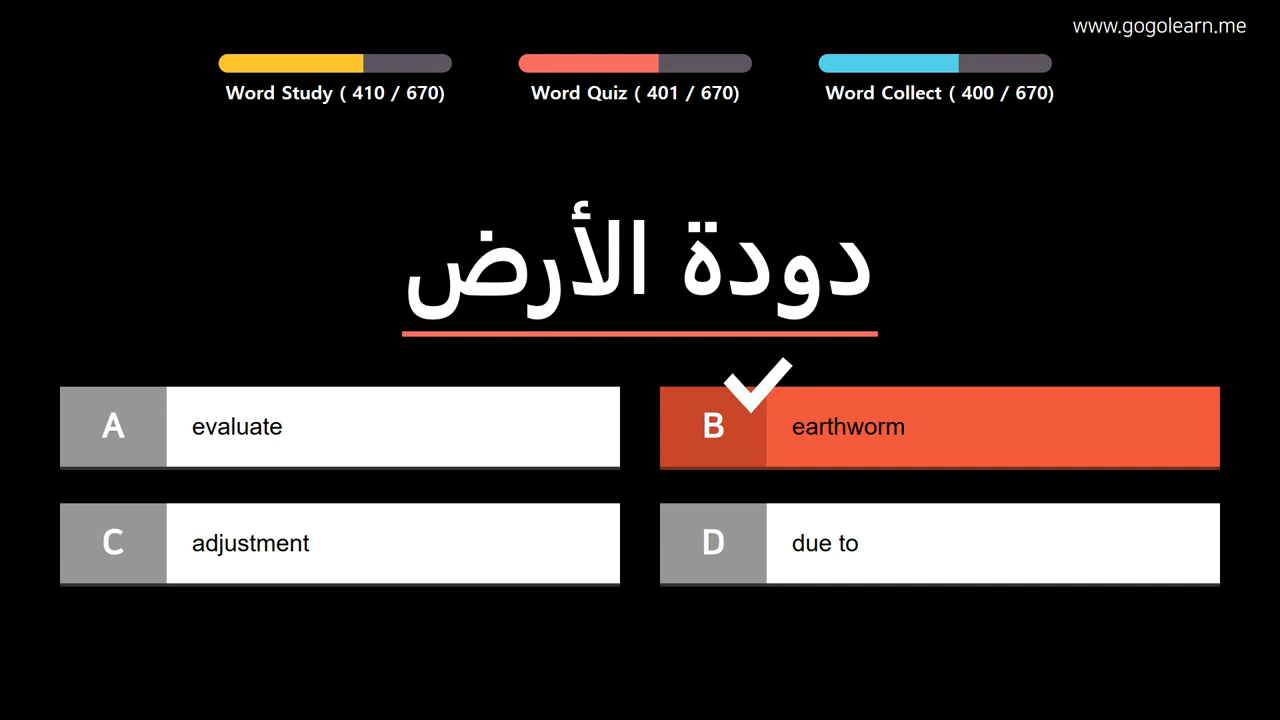 www.gogolearn.me
Word Study ( 410 / 670)
Word Quiz ( 401 / 670)
Word Collect ( 400 / 670)
دودة الأرض
A evaluate
B earthworm
C adjustment
D due to